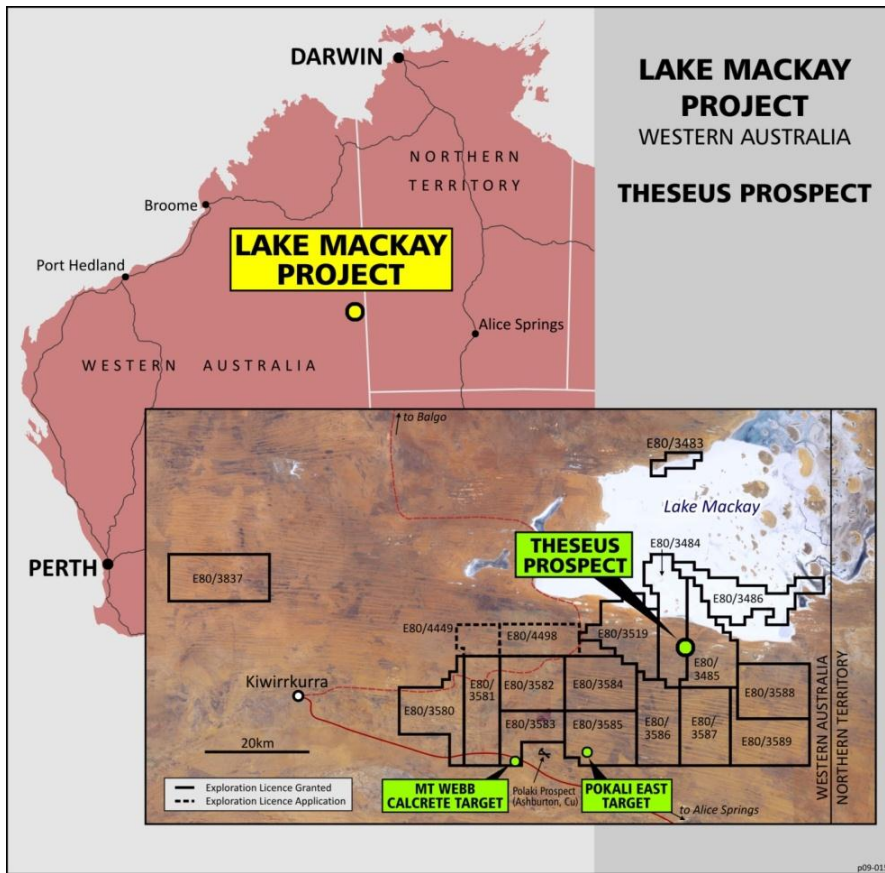 DARWIN
LAKE MACKAY
PROJECT
WESTERN AUSTRALIA
THESEUS PROSPECT
NORTHERN
TERRITORY
Broome
LAKE MACKAY
PROJECT
Port Hedland
Alice Springs
WESTERN AUSTRALIA
PERTH
to Balgo
E80/3483
Lake Mackay
THESEUS
PROSPECT
E80/3484
E80/3837
E80/3486
E80/4449
E80/4498
E80/3519
E80/
3485
Kiwirrkurra
E80/3580
E80/
3581
E80/3582
E80/3584
E80/3588
E80/3583
E80/3585
E80/
3586
E80/
3587
E80/3589
WESTERN AUSTRALIA
NORTHERN TERRITORY
20km
Exploration Licence Granted
Exploration Licence Application
MT WEBB
CALCRETE TARGET
Polaki Prospect
(Ashburton, Cu)
POKALI EAST
TARGET
to Alice Springs